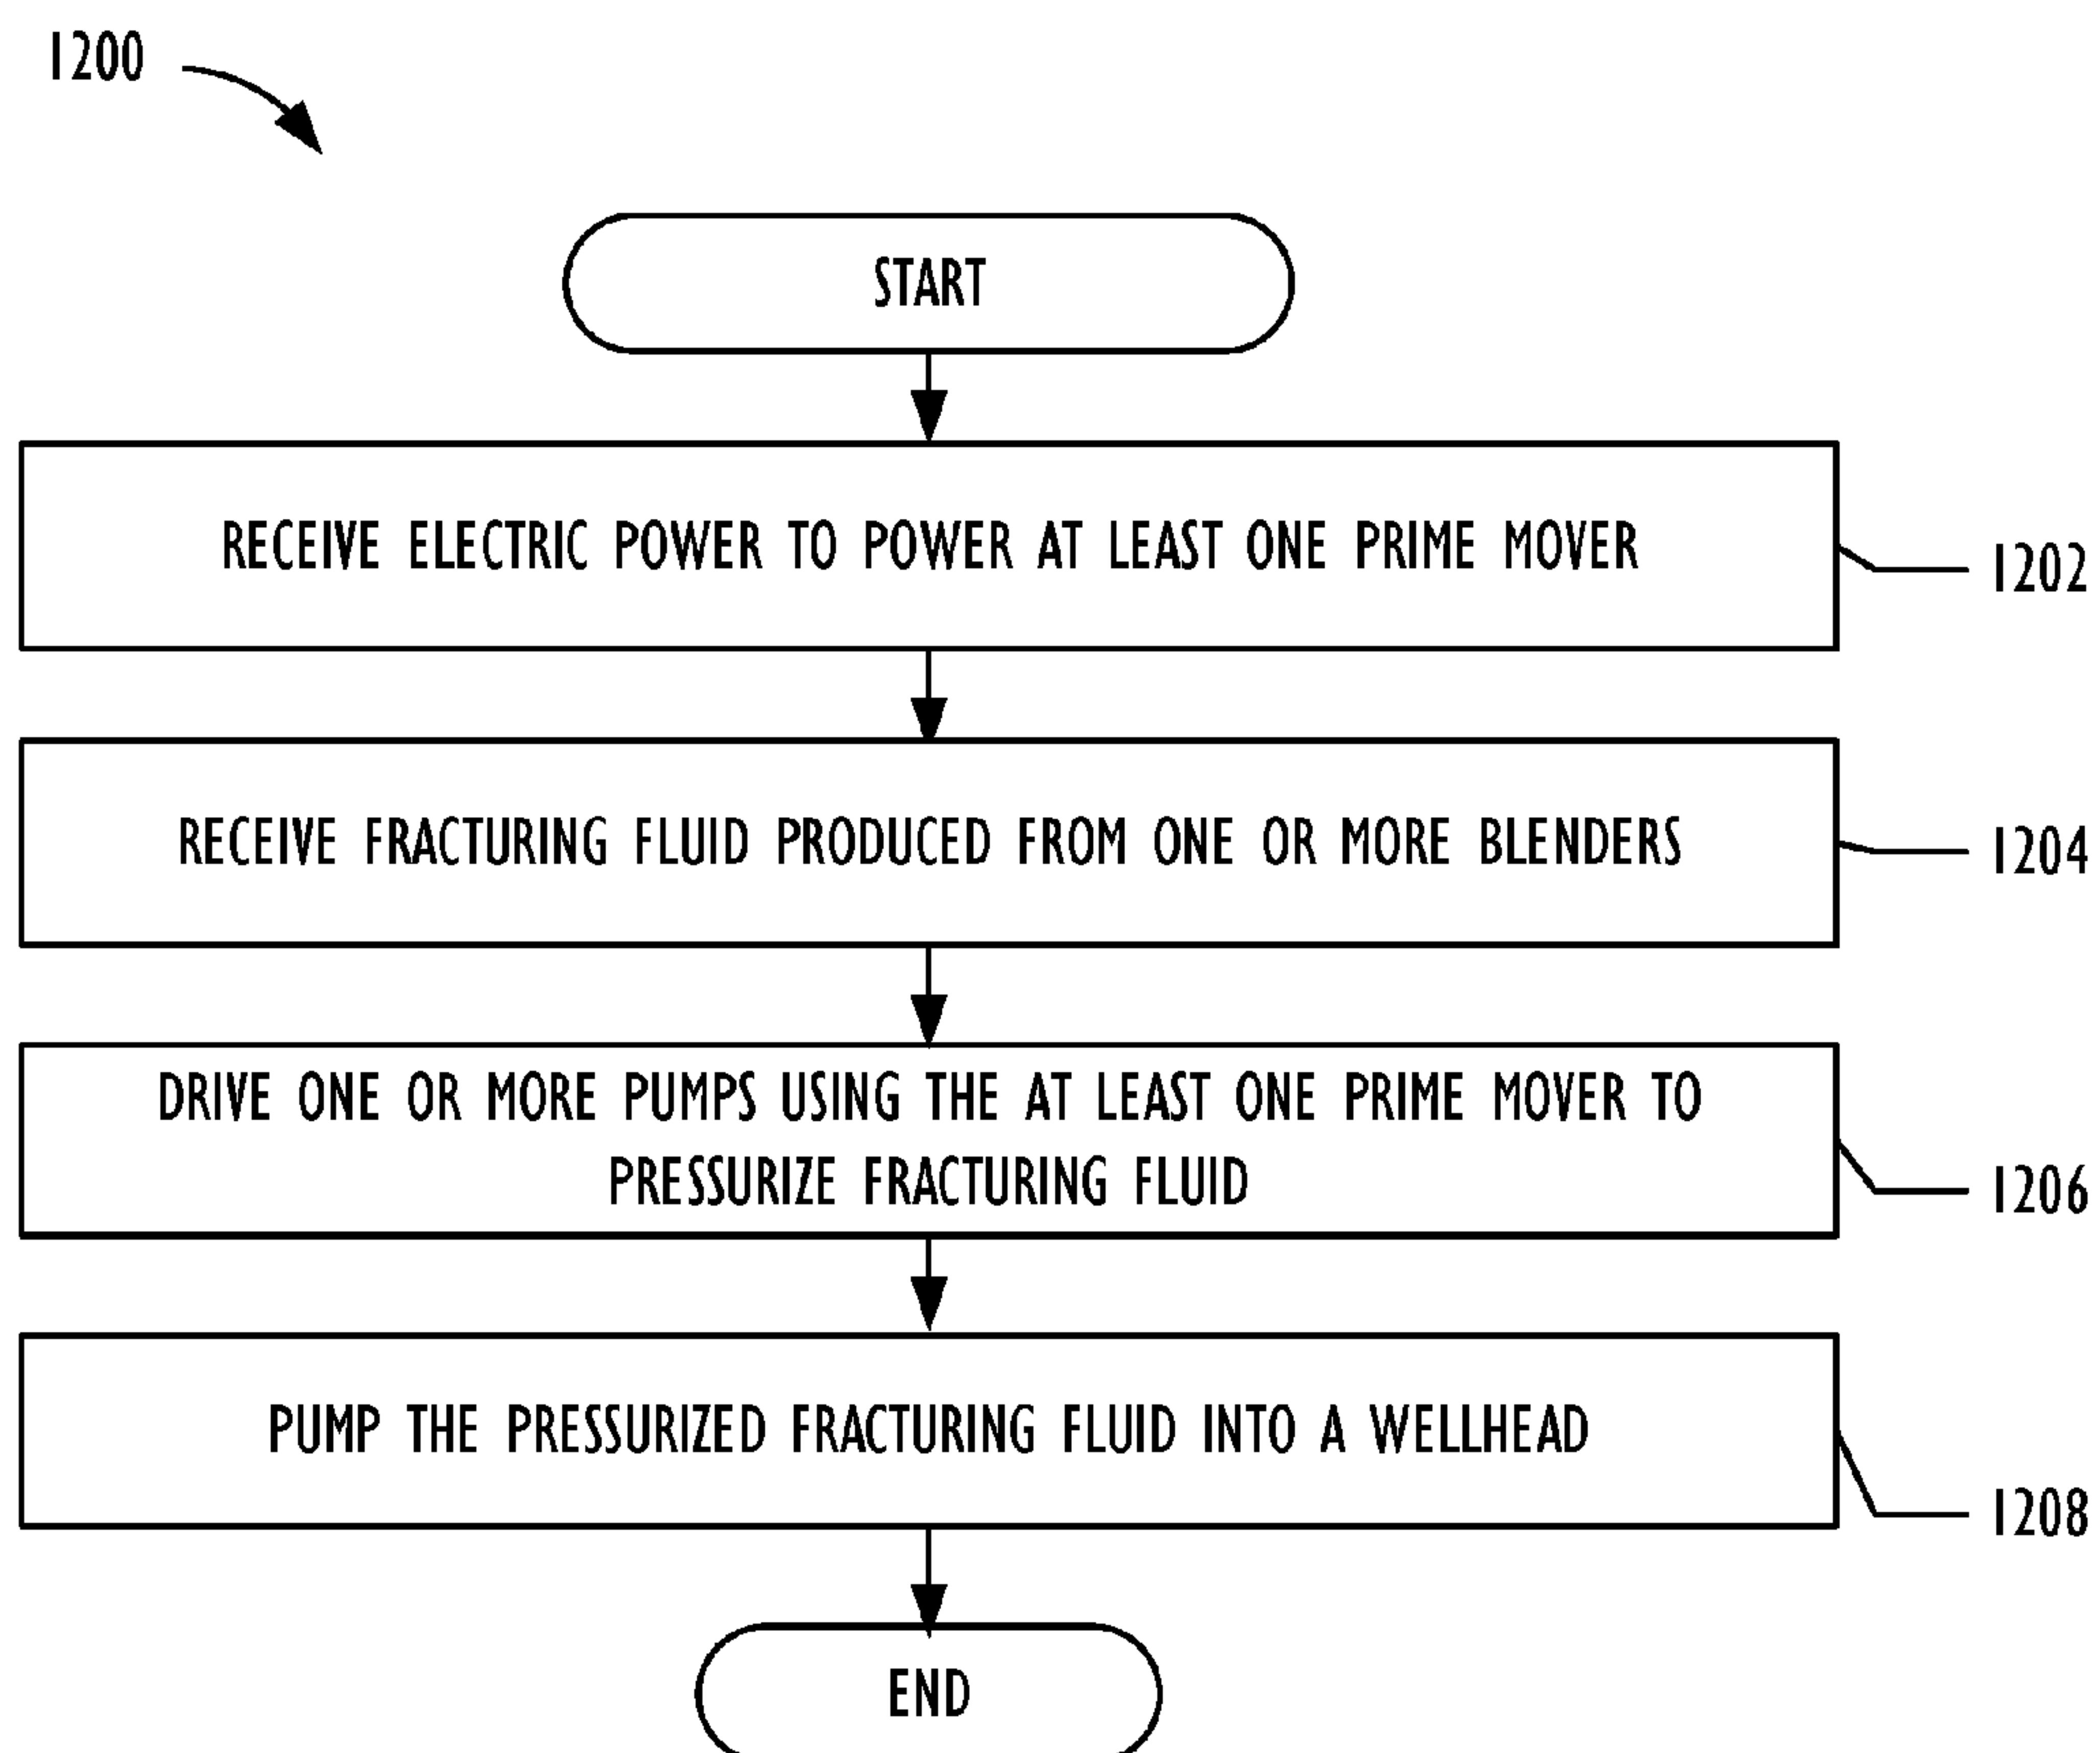 1200
START
RECEIVE ELECTRIC POWER TO POWER AT LEAST ONE PRIME MOVER
1202
RECEIVE FRACTURING FLUID PRODUCED FROM ONE OR MORE BLENDERS
1204
DRIVE ONE OR MORE PUMPS USING THE AT LEAST ONE PRIME MOVER TO
PRESSURIZE FRACTURING FLUID
1206
PUMP THE PRESSURIZED FRACTURING FLUID INTO A WELLHEAD
1208
END